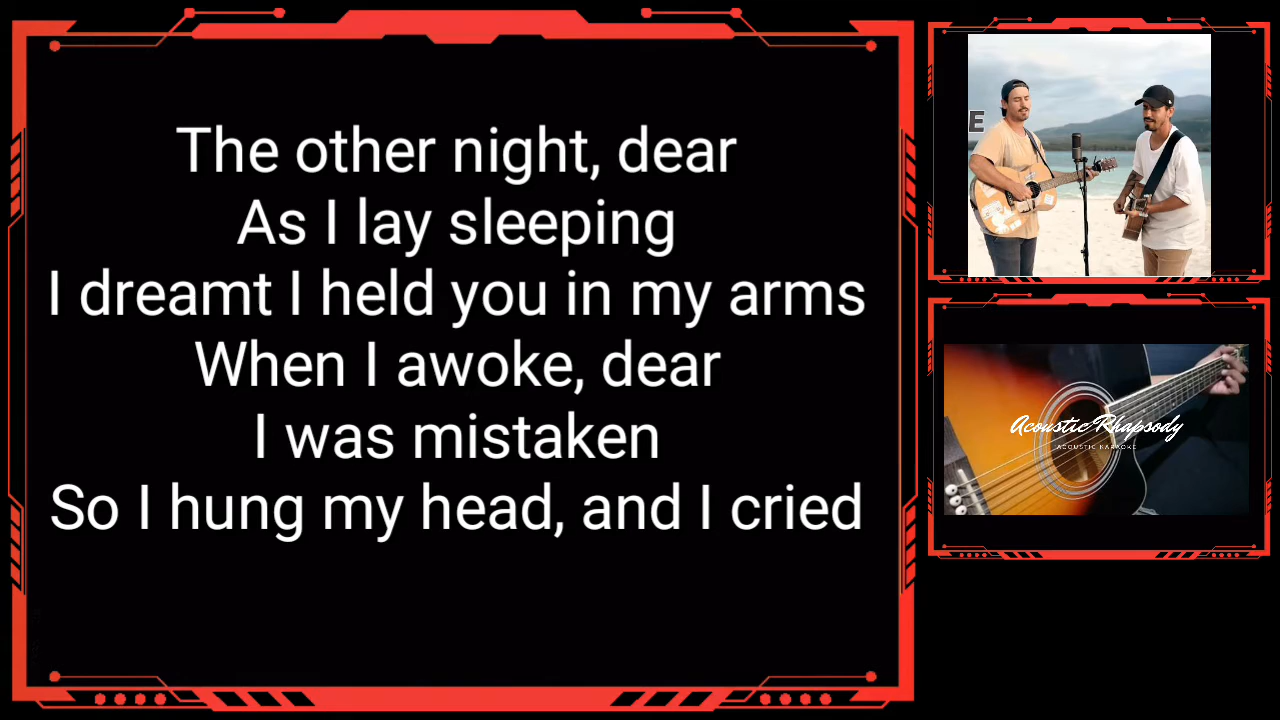 The other night, dear
As I lay sleeping
I dreamt I held you in my arms
When I awoke, dear
I was mistaken
So I hung my head, and I cried
E
Acoustic Rhapsody
ACOUSTIC KARAOKE